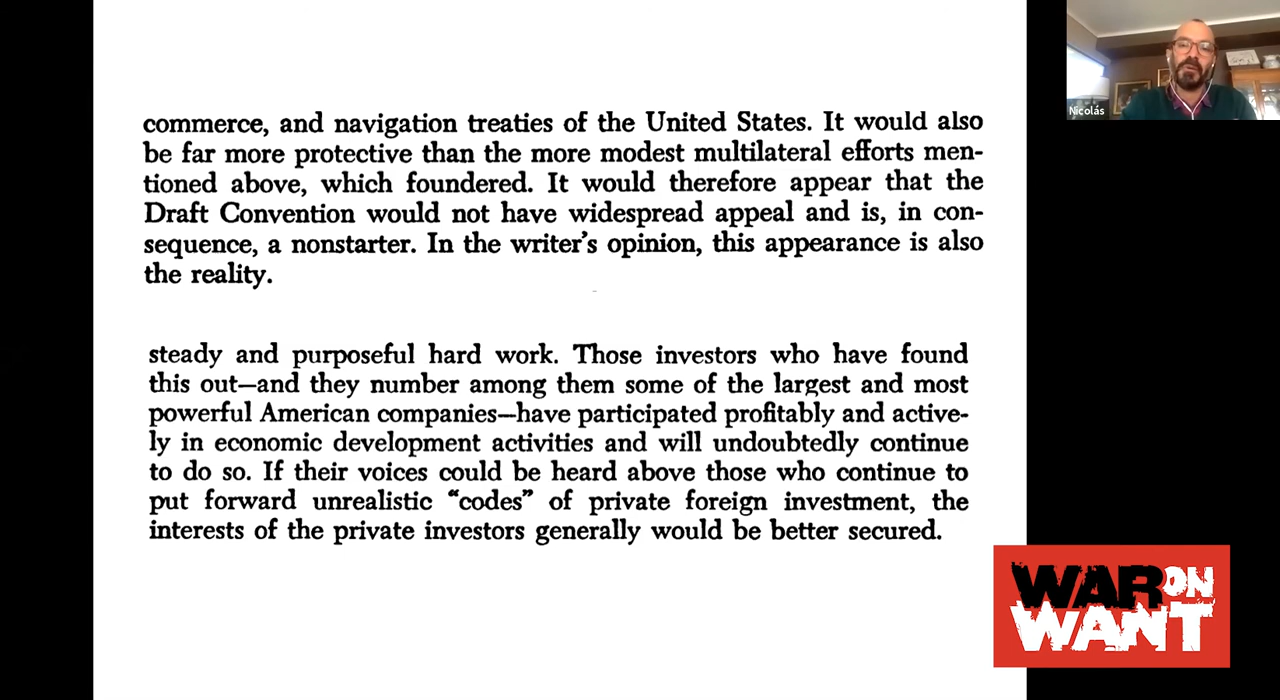 commerce, and navigation treaties of the United States. It would also
be far more protective than the more modest multilateral efforts men-
tioned above, which foundered. It would therefore appear that the
Draft Convention would not have widespread appeal and is, in con-
sequence, a nonstarter. In the writer's opinion, this appearance is also
the reality.
steady and purposeful hard work. Those investors who have found
this out—and they number among them some of the largest and most
powerful American companies—have participated profitably and active-
ly in economic development activities and will undoubtedly continue
to do so. If their voices could be heard above those who continue to
put forward unrealistic “codes” of private foreign investment, the
interests of the private investors generally would be better secured.
Nicolás
WAR ON
WANT